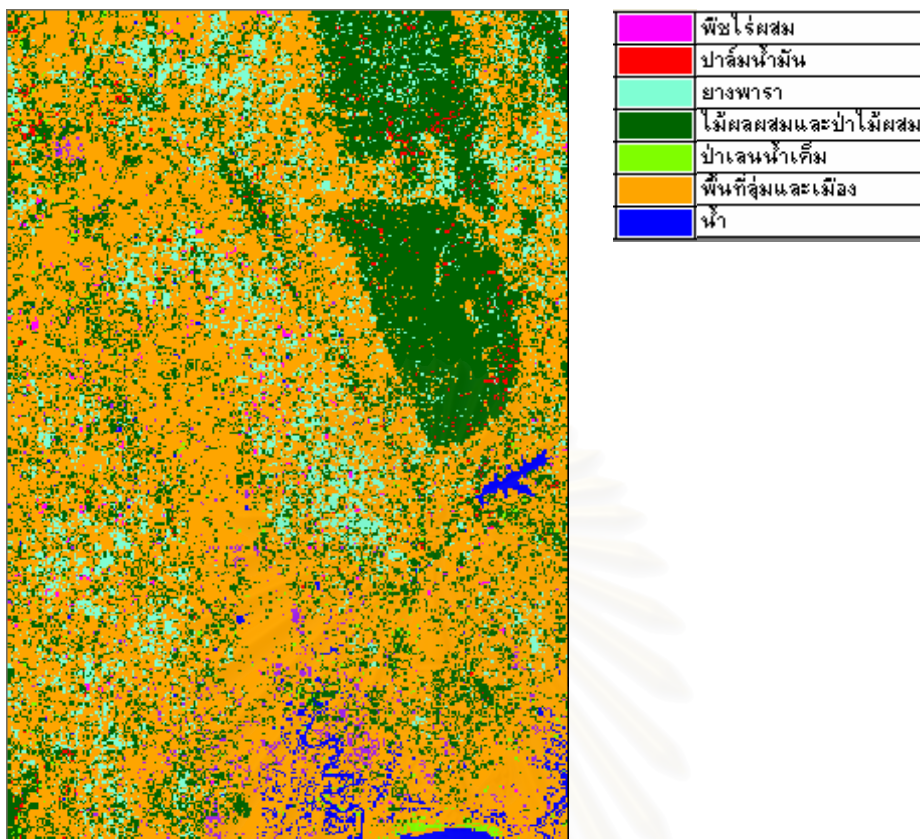 พืชไร่ผสม
ปาล์มน้ำมัน
ยางพารา
ไม้ผลผสมและป่าไม้ผสม
ป่าเลนน้ำเค็ม
พื้นที่ลุ่มและเมือง
น้ำ